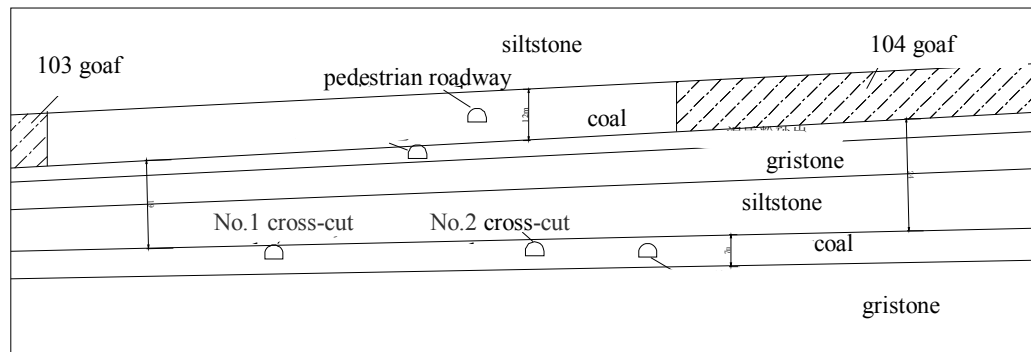 siltstone
104 goaf
103 goaf
pedestrian roadway
12m
coal
gristone
siltstone
No.1 cross-cut
No.2 cross-cut
coal
gristone